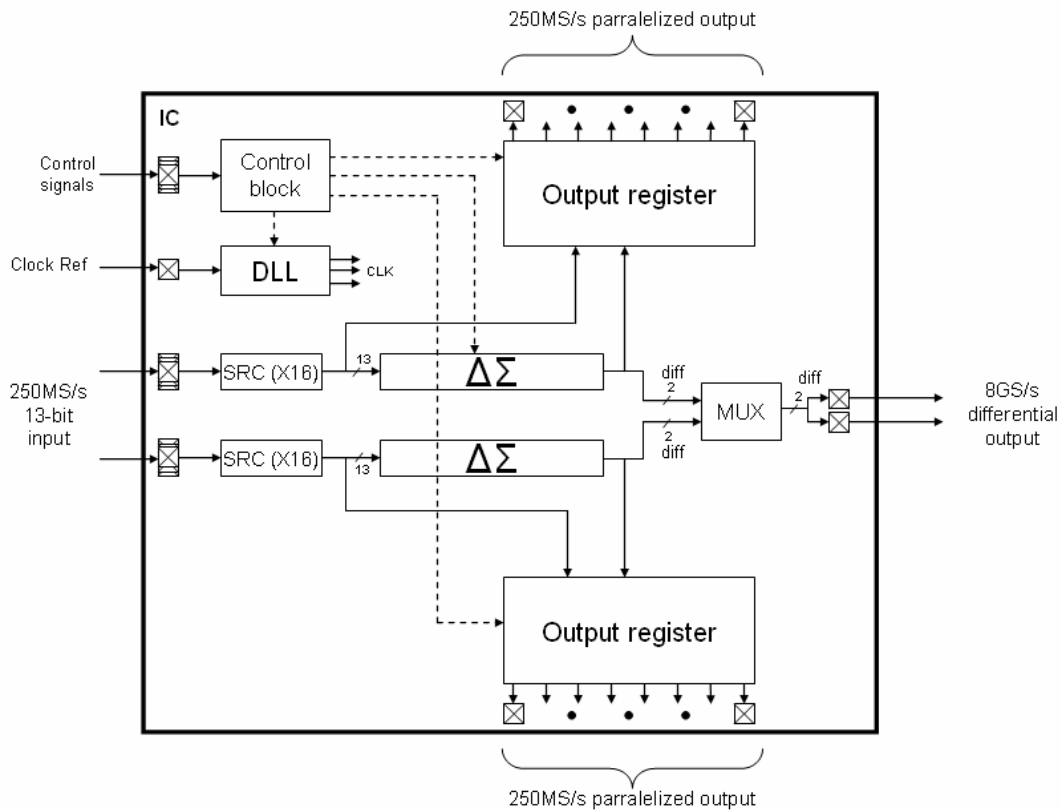 250MS/s parralelized output
IC
Control
signals
Control
block
Output register
Clock Ref
DLL
CLK
250MS/s
13-bit
input
SRC (X16)
13
ΔΣ
diff
2
MUX
diff
2
8GS/s
differential
output
SRC (X16)
13
ΔΣ
2
diff
Output register
250MS/s parralelized output